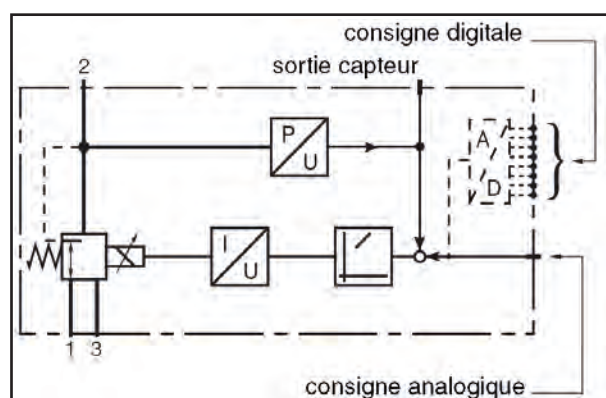 consigne digitale
2
sortie capteur
P
U
A
D
I
U
1
3
consigne analogique